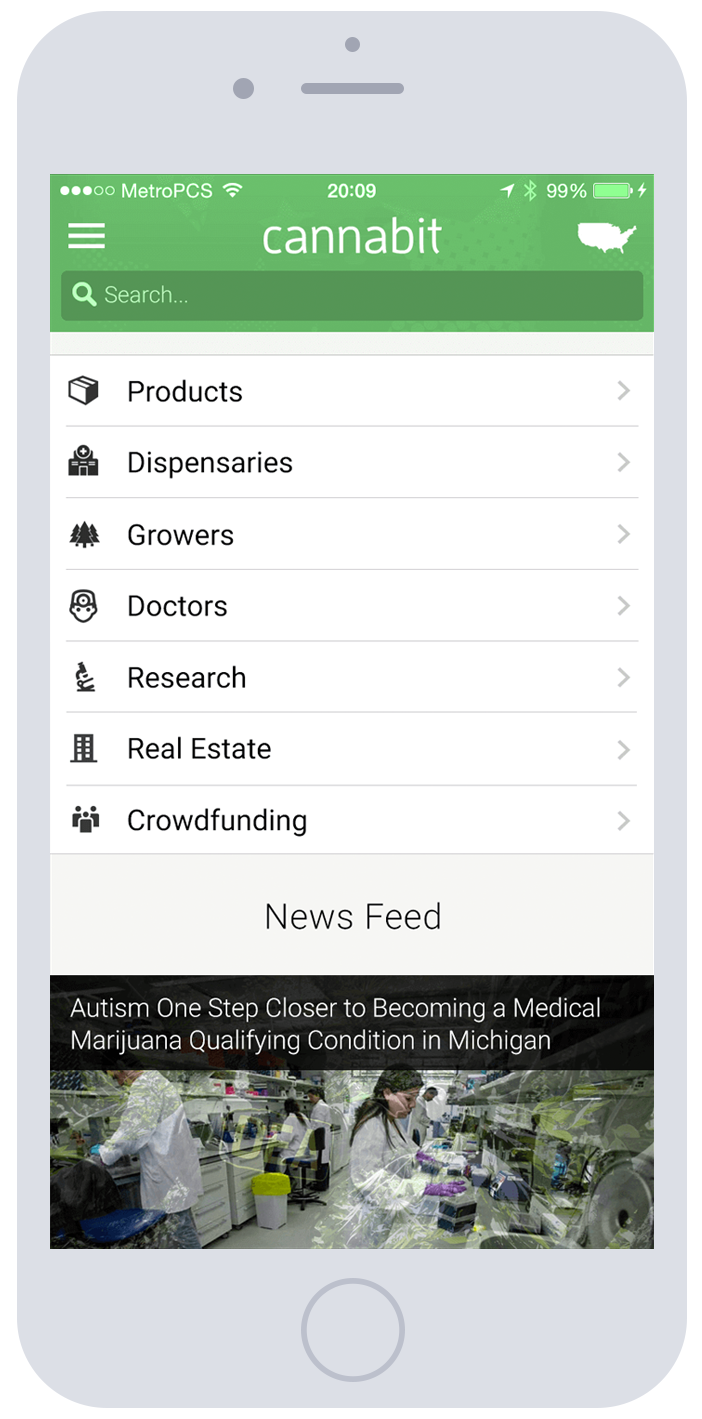 MetroPCS 20:09 99%
cannabit
Search...
Products
Dispensaries
Growers
Doctors
Research
Real Estate
Crowdfunding
News Feed
Autism One Step Closer to Becoming a Medical
Marijuana Qualifying Condition in Michigan